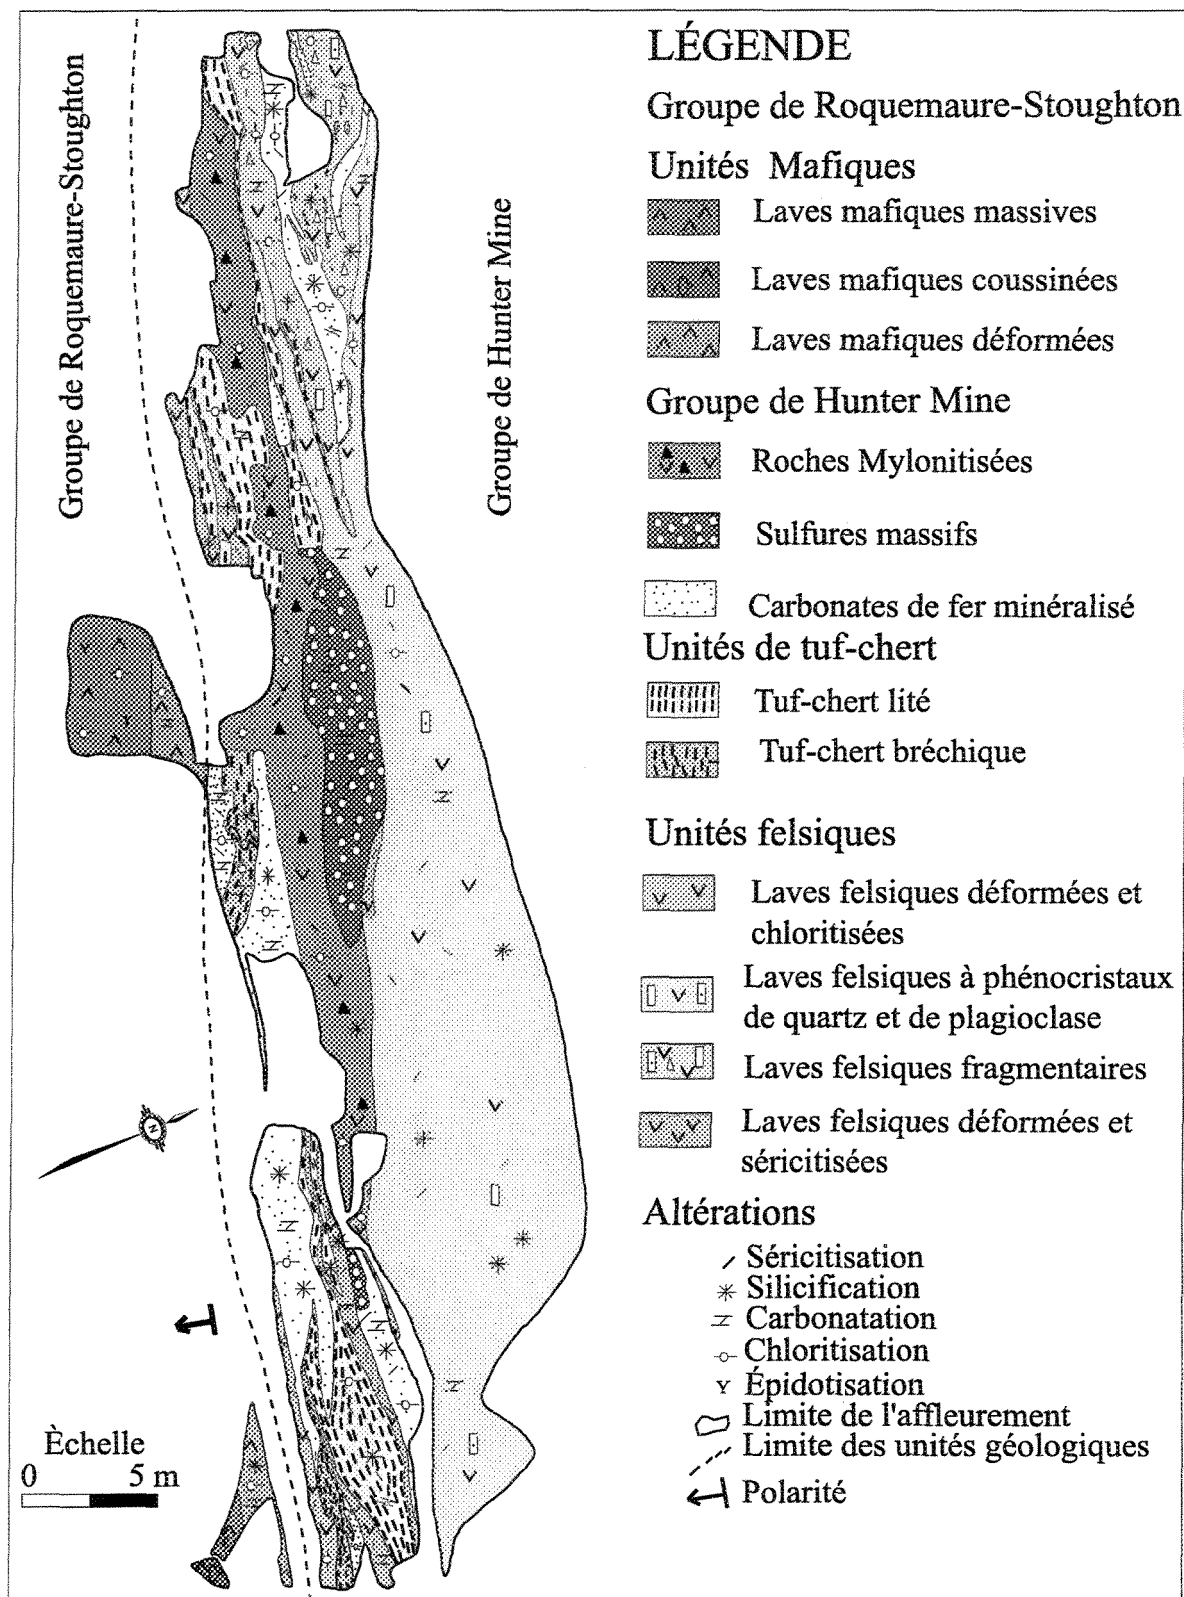 Groupe de Roquemaure-Stoughton
Groupe de Hunter Mine
N
Èchelle
0 5 m
LÉGENDE
Groupe de Roquemaure-Stoughton
Unités Mafiques
Laves mafiques massives
Laves mafiques coussinées
Laves mafiques déformées
Groupe de Hunter Mine
Roches Mylonitisées
Sulfures massifs
Carbonates de fer minéralisé
Unités de tuf-chert
Tuf-chert lité
Tuf-chert bréchique
Unités felsiques
Laves felsiques déformées et
chloritisées
Laves felsiques à phénocristaux
de quartz et de plagioclase
Laves felsiques fragmentaires
Laves felsiques déformées et
séricitisées
Altérations
Séricitisation
Silicification
Carbonatation
Chloritisation
Épidotisation
Limite de l'affleurement
Limite des unités géologiques
Polarité